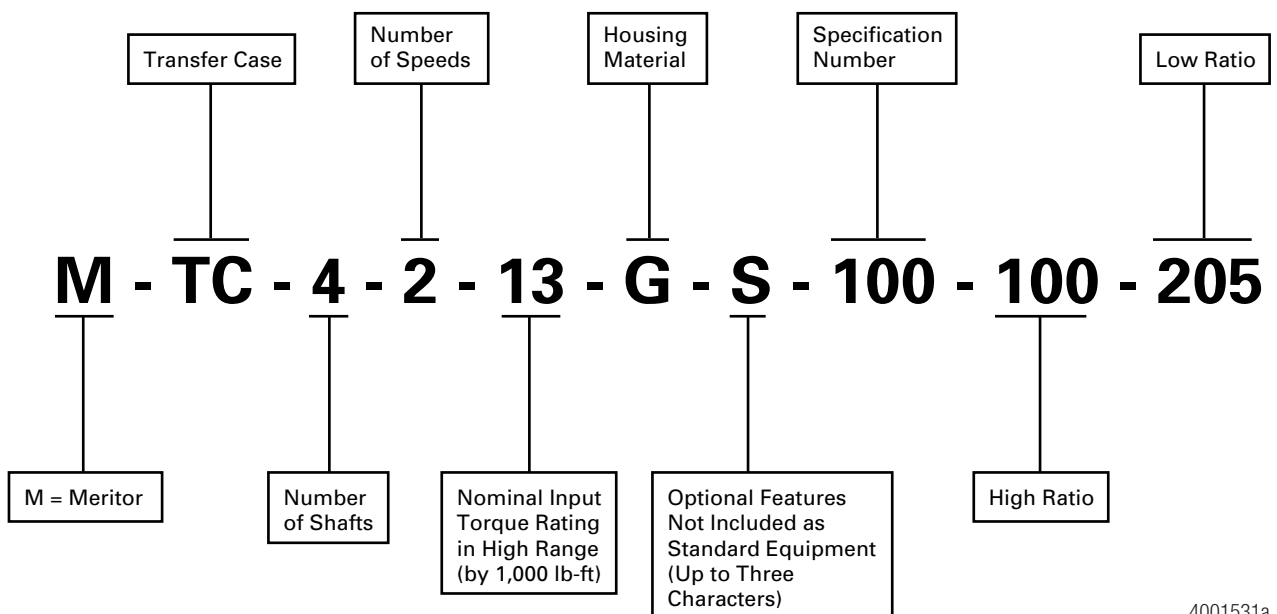 Transfer Case
Number
of Speeds
Housing
Material
Specification
Number
Low Ratio
M - TC - 4 - 2 - 13 - G - S - 100 - 100 - 205
M = Meritor
Number
of Shafts
Nominal Input
Torque Rating
in High Range
(by 1,000 lb-ft)
Optional Features
Not Included as
Standard Equipment
(Up to Three
Characters)
High Ratio
4001531a